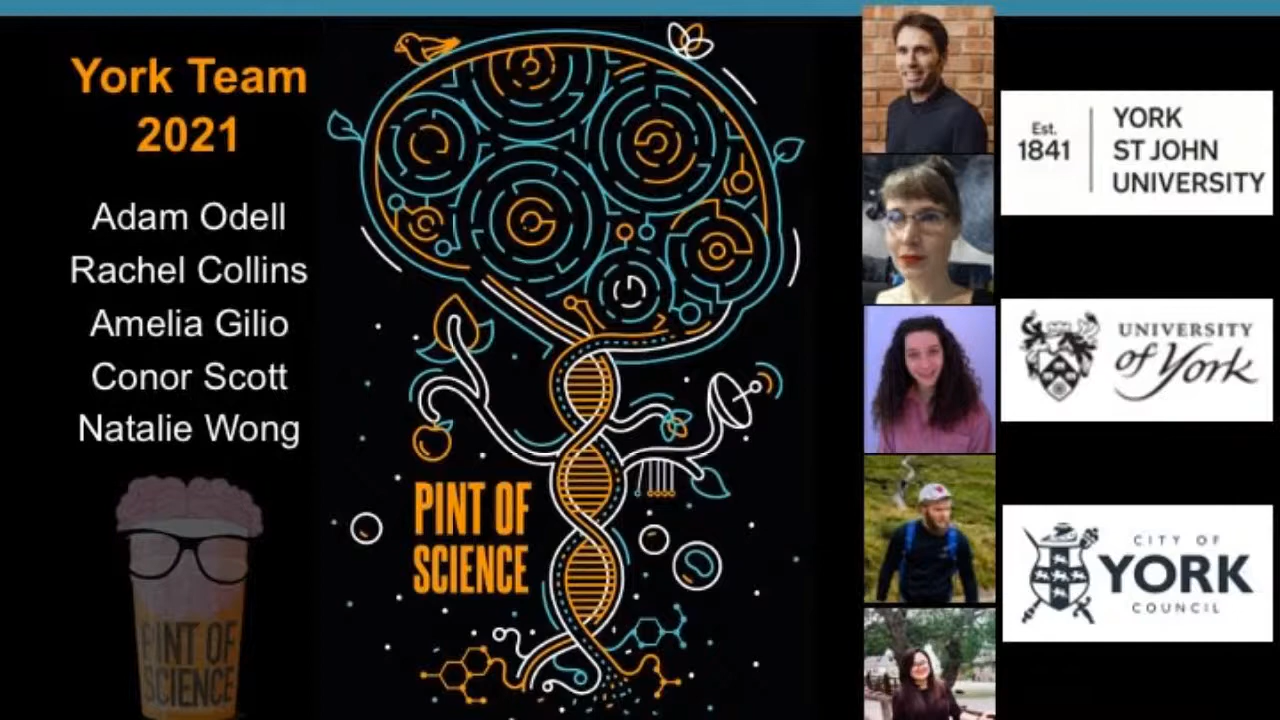 York Team
2021
Adam Odell
Rachel Collins
Amelia Gilio
Conor Scott
Natalie Wong
PINT OF
SCIENCE
PINT OF
SCIENCE
Est.
1841
YORK
ST JOHN
UNIVERSITY
UNIVERSITY
of York
CITY OF
YORK
COUNCIL